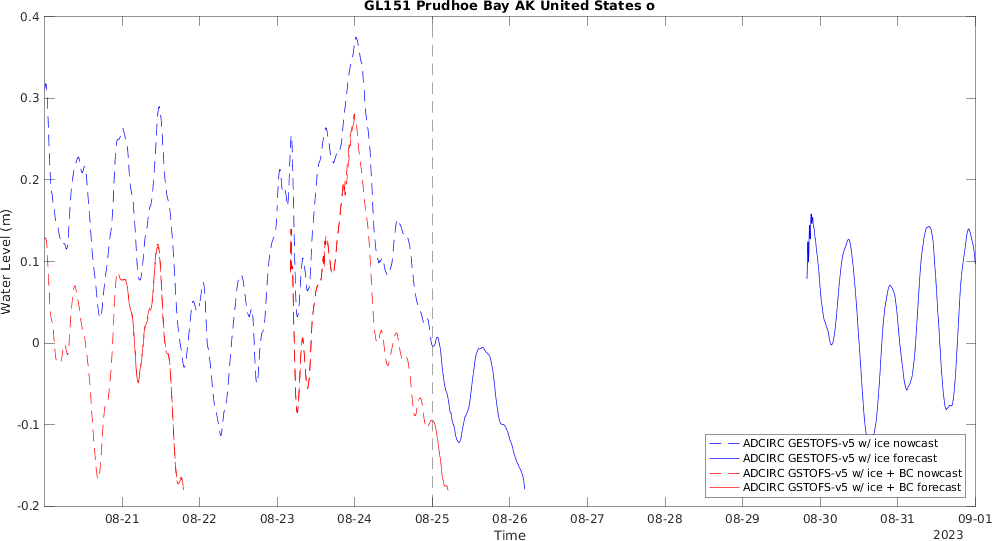 GL151 Prudhoe Bay AK United States o
0.4
0.3
0.2
0.1
0
-0.1
-0.2
Water Level (m)
ADCIRC GESTOFS-v5 w/ ice nowcast
ADCIRC GESTOFS-v5 w/ ice forecast
ADCIRC GSTOFS-v5 w/ ice + BC nowcast
ADCIRC GSTOFS-v5 w/ ice + BC forecast
08-21 08-22 08-23 08-24 08-25 08-26 08-27 08-28 08-29 08-30 08-31 09-01
Time
2023